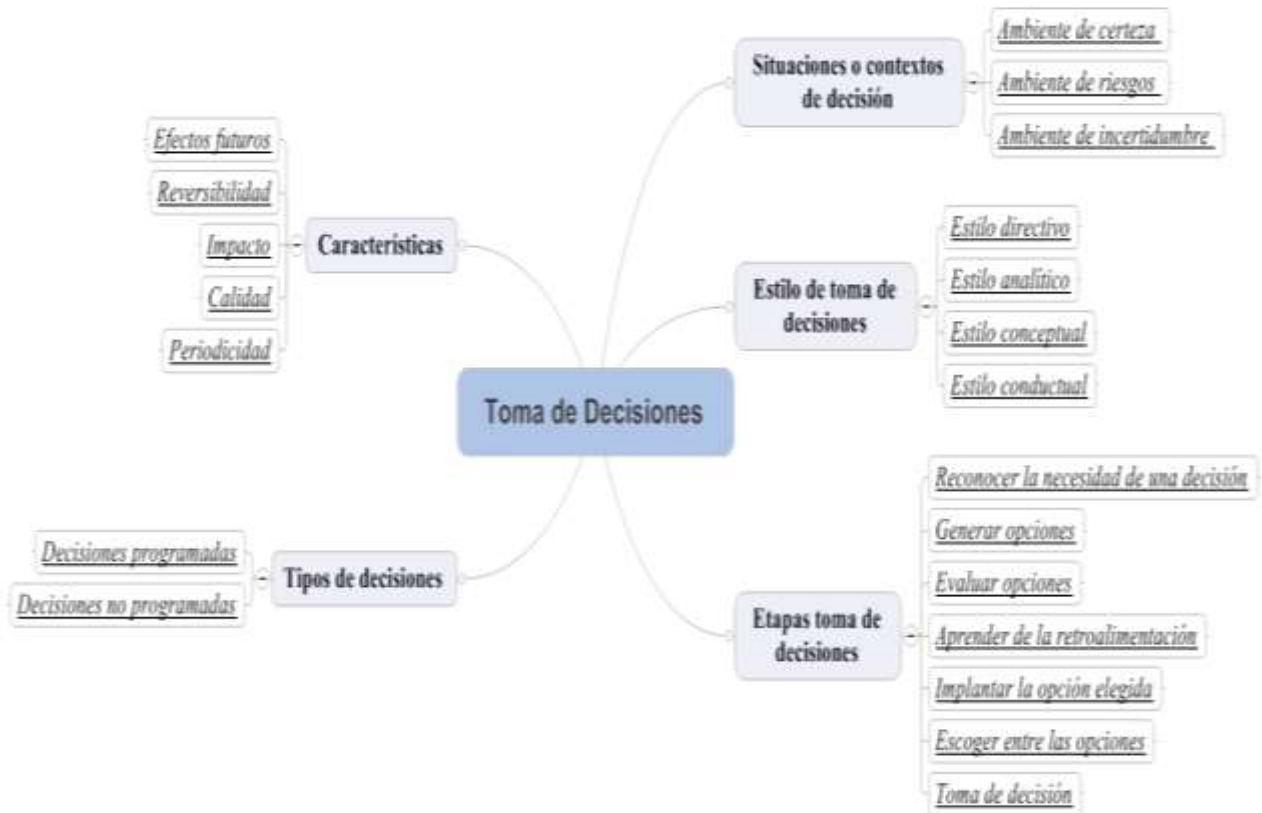 Toma de Decisiones
Características
Efectos futuros
Reversibilidad
Impacto
Calidad
Periodicidad
Tipos de decisiones
Decisiones programadas
Decisiones no programadas
Situaciones o contextos
de decisión
Ambiente de certeza
Ambiente de riesgos
Ambiente de incertidumbre
Estilo de toma de
decisiones
Estilo directivo
Estilo analítico
Estilo conceptual
Estilo conductual
Etapas toma de
decisiones
Reconocer la necesidad de una decisión
Generar opciones
Evaluar opciones
Aprender de la retroalimentación
Implantar la opción elegida
Escoger entre las opciones
Toma de decisión